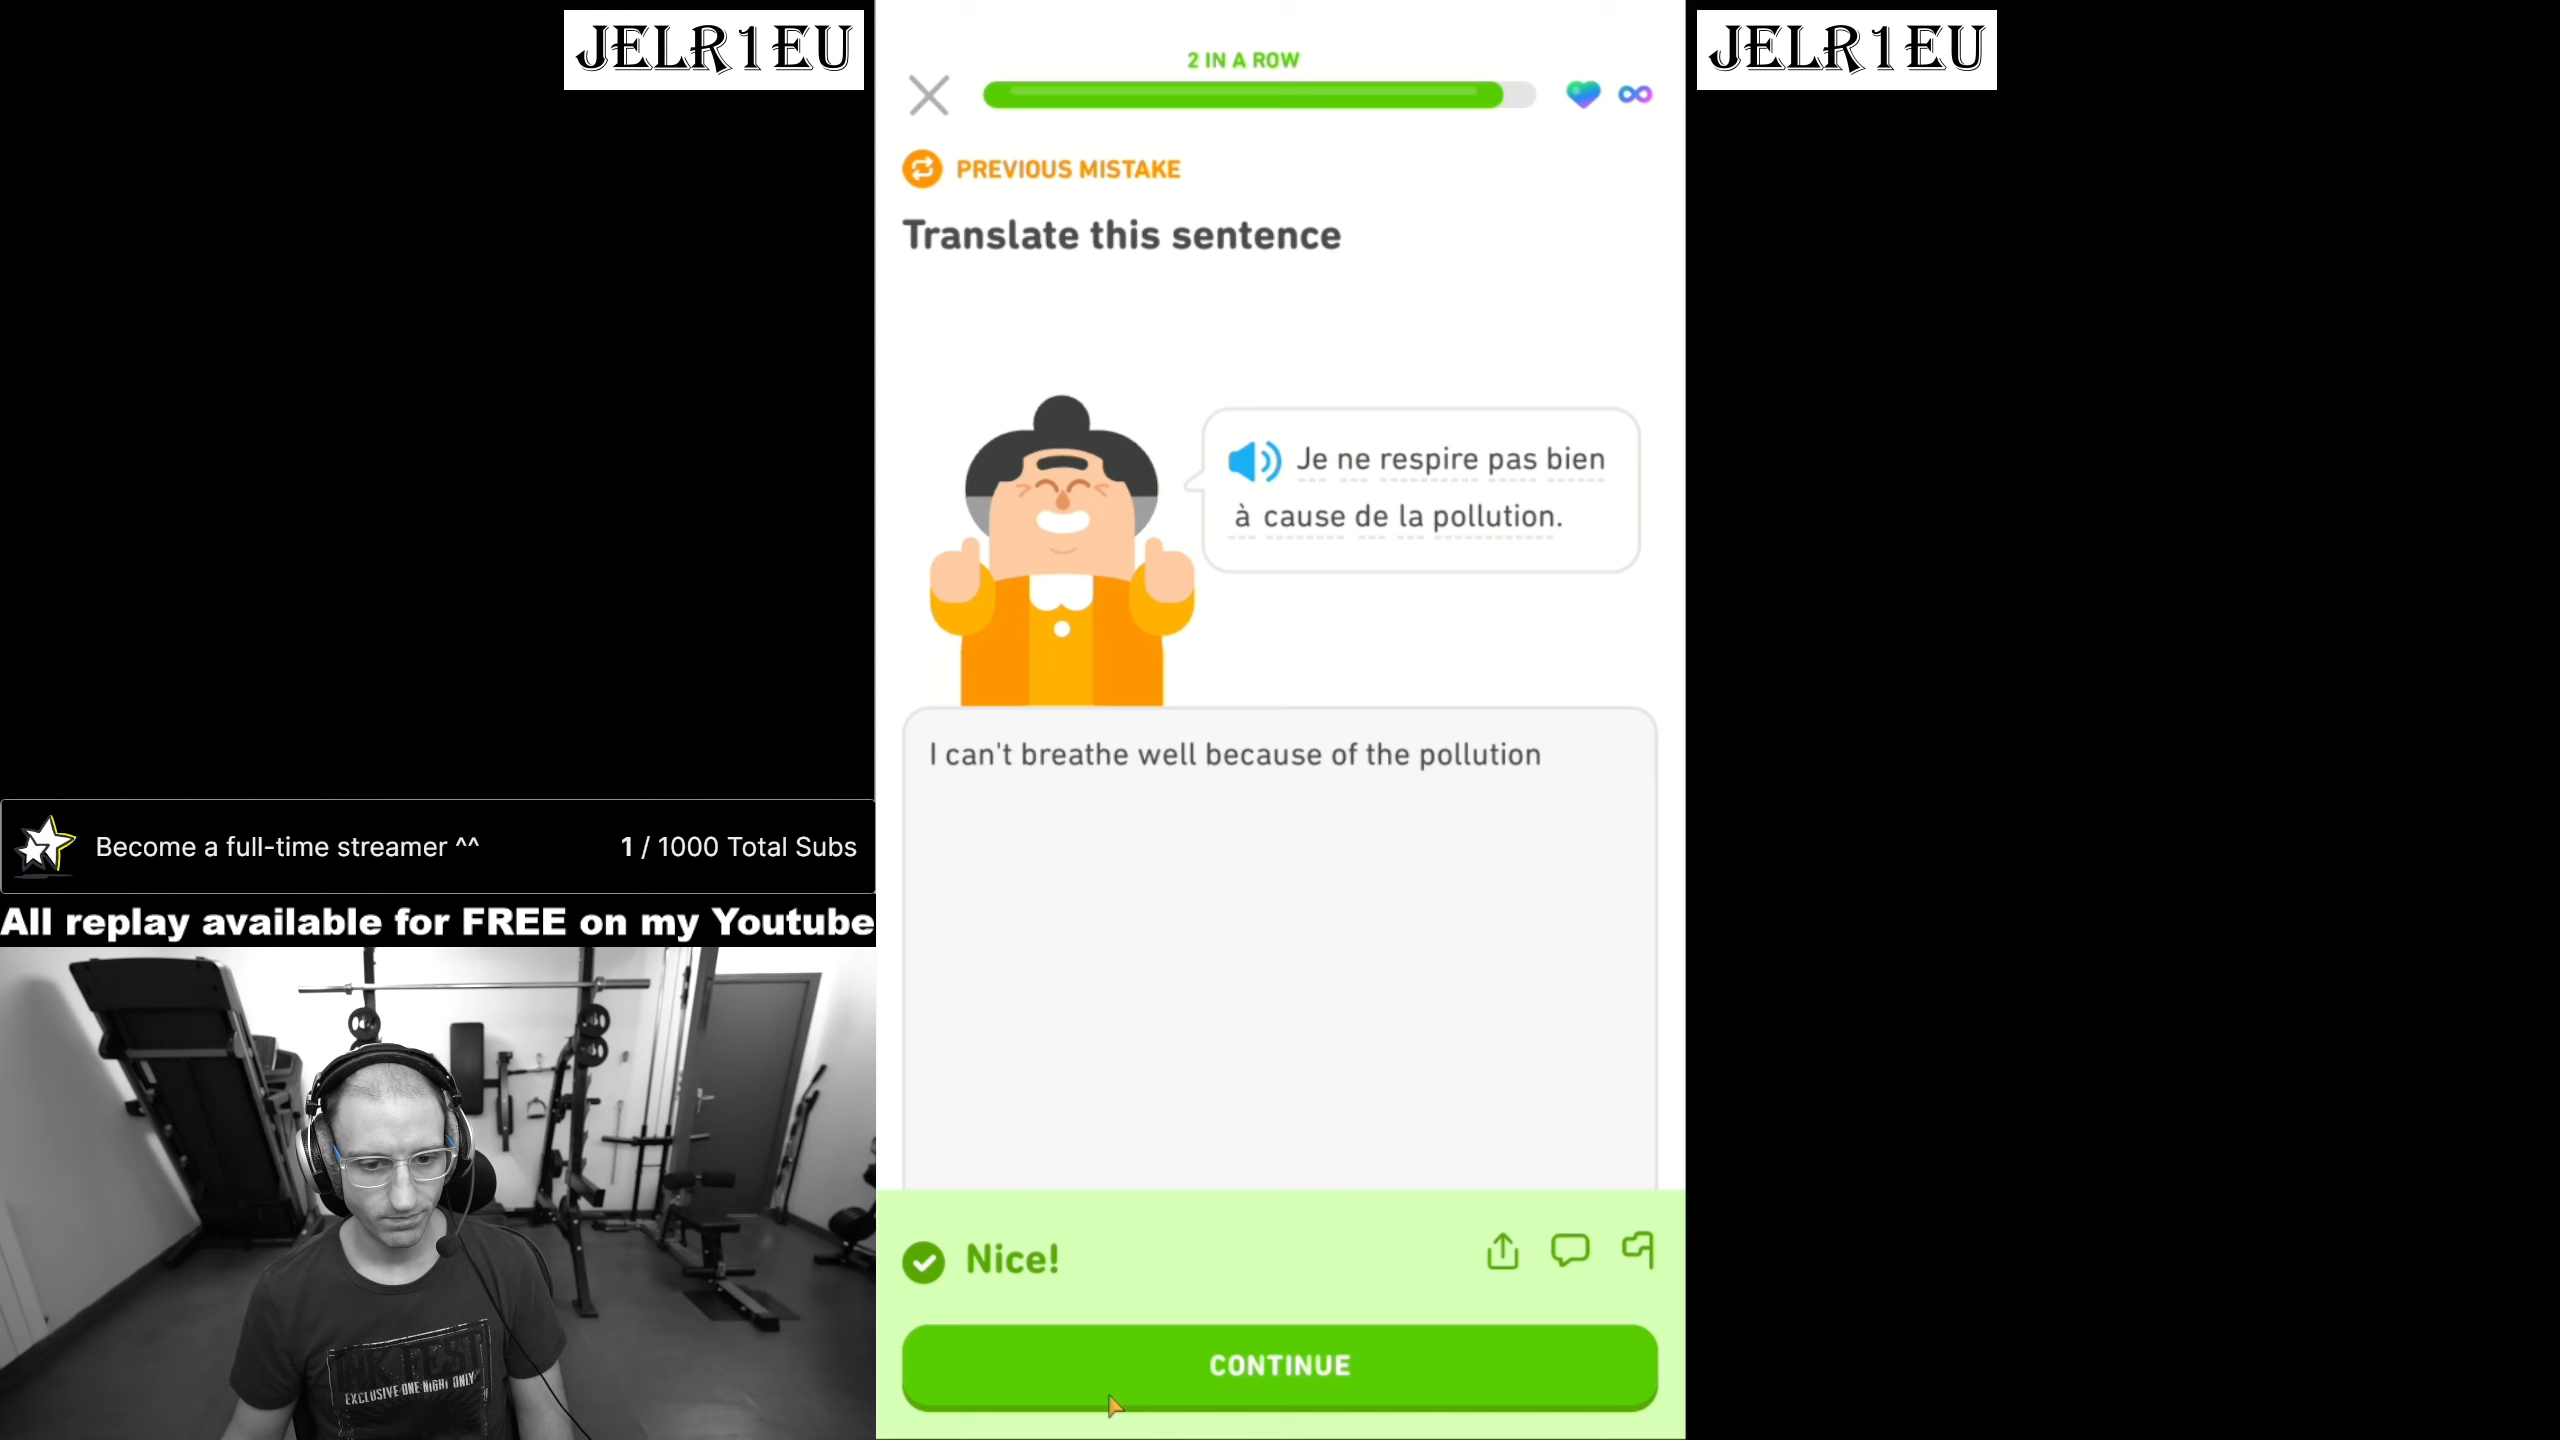 JELR1EU
JELR1EU
2 IN A ROW
PREVIOUS MISTAKE
Translate this sentence
Je ne respire pas bien
à cause de la pollution.
I can't breathe well because of the pollution
Become a full-time streamer ^^ 1 / 1000 Total Subs
All replay available for FREE on my Youtube
EXCLUSIVE ONE NIGHT ONLY
Nice!
CONTINUE